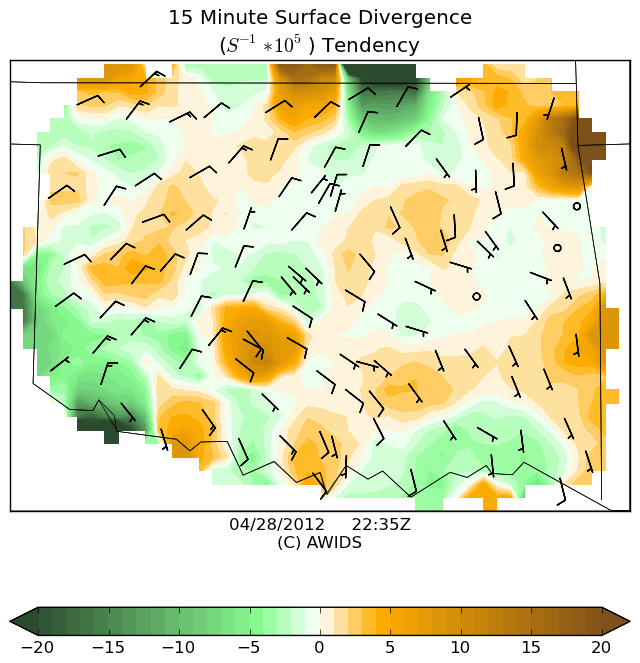 15 Minute Surface Divergence
(S⁻¹ *10⁵ ) Tendency
04/28/2012 22:35Z
(C) AWIDS
−20 −15 −10 −5 0 5 10 15 20